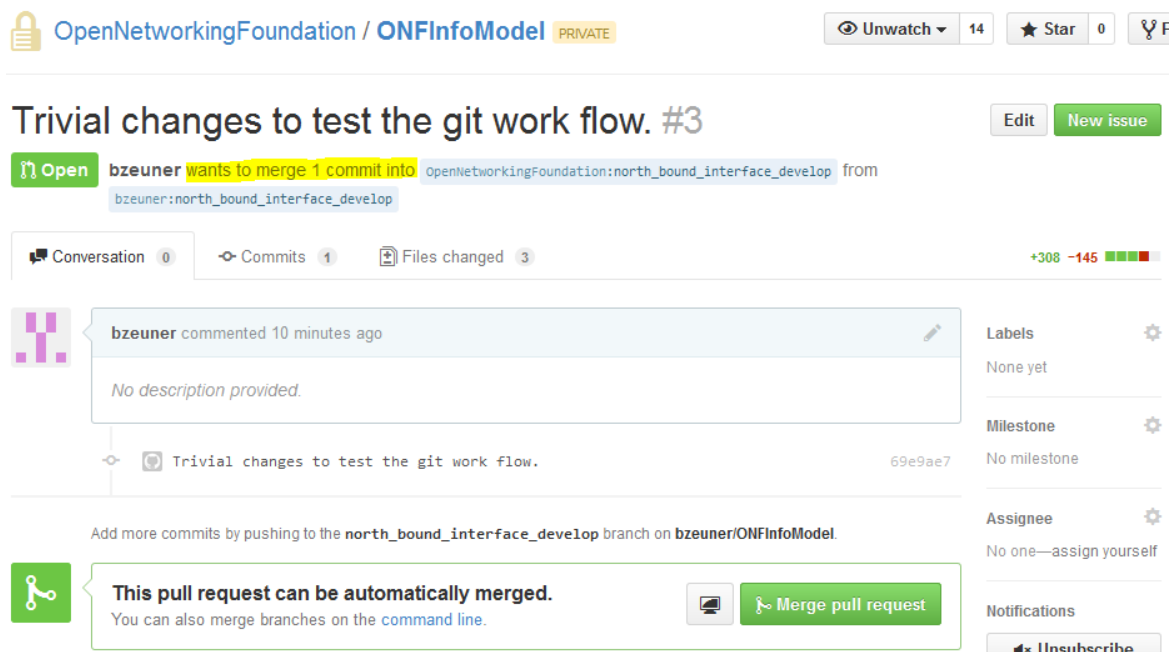 OpenNetworkingFoundation / ONFInfoModel PRIVATE
Unwatch 14 Star 0 F
Trivial changes to test the git work flow. #3
Edit New issue
Open bzeuner wants to merge 1 commit into OpenNetworkingFoundation:north_bound_interface_develop from
bzeuner:north_bound_interface_develop
Conversation 0 Commits 1 Files changed 3
+308 −145
bzeuner commented 10 minutes ago
No description provided.
Trivial changes to test the git work flow. 69e9ae7
Add more commits by pushing to the north_bound_interface_develop branch on bzeuner/ONFInfoModel.
This pull request can be automatically merged.
You can also merge branches on the command line.
Merge pull request
Labels
None yet
Milestone
No milestone
Assignee
No one—assign yourself
Notifications
Unsubscribe